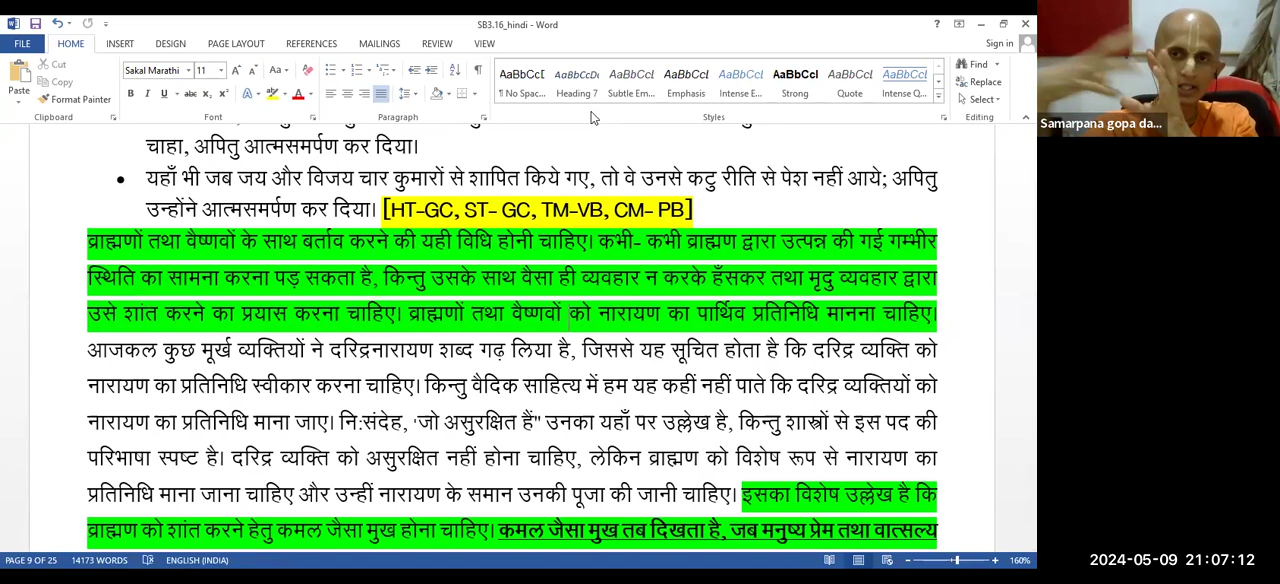 SB3.16_hindi - Word
FILE HOME INSERT DESIGN PAGE LAYOUT REFERENCES MAILINGS REVIEW VIEW Sign in
Cut
Copy
Format Painter
Paste
Clipboard
Sakal Marathi 11
Font
Paragraph
AaBbCcD AaBbCcDc AaBbCcL AaBbCcL AaBbCcL AaBbCcl AaBbCcL AaBbCcL
¶ No Spac... Heading 7 Subtle Em... Emphasis Intense E... Strong Quote Intense Q...
Styles
Find
Replace
Select
Editing
Samarpana gopa da...
चाहा, अपितु आत्मसमर्पण कर दिया।
• यहाँ भी जब जय और विजय चार कुमारों से शापित किये गए, तो वे उनसे कटु रीति से पेश नहीं आये; अपितु
उन्होंने आत्मसमर्पण कर दिया। [HT-GC, ST- GC, TM-VB, CM- PB]
ब्राह्मणों तथा वैष्णवों के साथ बर्ताव करने की यही विधि होनी चाहिए। कभी- कभी ब्राह्मण द्वारा उत्पन्न की गई गम्भीर
स्थिति का सामना करना पड़ सकता है, किन्तु उसके साथ वैसा ही व्यवहार न करके हँसकर तथा मृदु व्यवहार द्वारा
उसे शांत करने का प्रयास करना चाहिए। ब्राह्मणों तथा वैष्णवों को नारायण का पार्थिव प्रतिनिधि मानना चाहिए।
आजकल कुछ मूर्ख व्यक्तियों ने दरिद्रनारायण शब्द गढ़ लिया है, जिससे यह सूचित होता है कि दरिद्र व्यक्ति को
नारायण का प्रतिनिधि स्वीकार करना चाहिए। किन्तु वैदिक साहित्य में हम यह कहीं नहीं पाते कि दरिद्र व्यक्तियों को
नारायण का प्रतिनिधि माना जाए। नि:संदेह, 'जो असुरक्षित हैं" उनका यहाँ पर उल्लेख है, किन्तु शास्त्रों से इस पद की
परिभाषा स्पष्ट है। दरिद्र व्यक्ति को असुरक्षित नहीं होना चाहिए, लेकिन ब्राह्मण को विशेष रूप से नारायण का
प्रतिनिधि माना जाना चाहिए और उन्हीं नारायण के समान उनकी पूजा की जानी चाहिए। इसका विशेष उल्लेख है कि
ब्राह्मण को शांत करने हेतु कमल जैसा मुख होना चाहिए। कमल जैसा मुख तब दिखता है, जब मनुष्य प्रेम तथा वात्सल्य
PAGE 9 OF 25 14173 WORDS ENGLISH (INDIA) 160%
2024-05-09 21:07:12